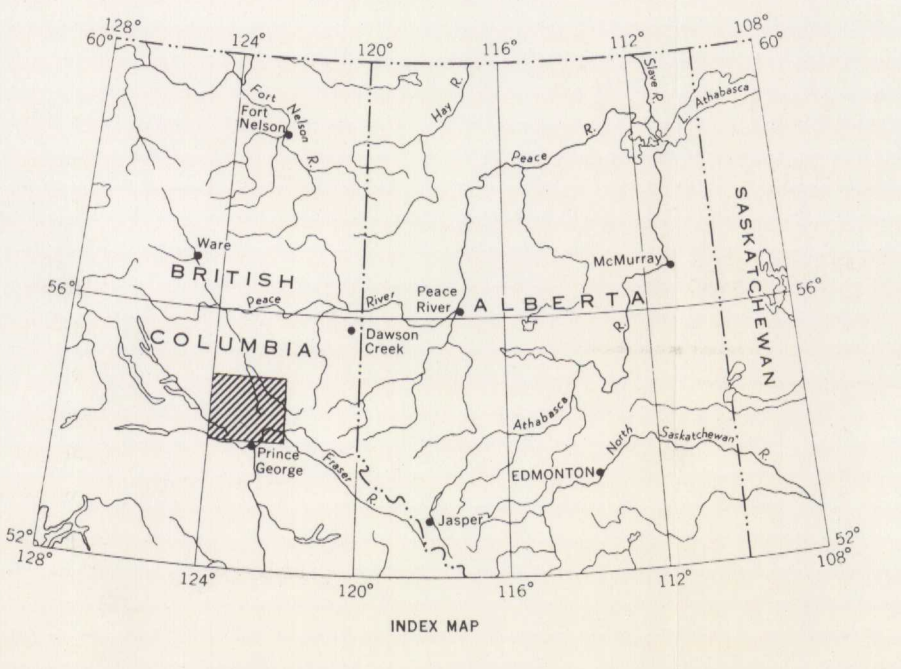 128°
60°
124°
120°
116°
112°
108°
60°
Fort Nelson R.
Fort
Nelson
Hay R.
Slave R.
L. Athabasca
Peace R.
Ware
McMurray
SASKATCHEWAN
BRITISH
COLUMBIA
56°
Peace River
Peace
River
ALBERTA
R.
56°
Dawson
Creek
Athabasca
North Saskatchewan R.
Prince
George
Fraser R.
EDMONTON
Jasper
52°
128°
124°
120°
116°
112°
52°
108°
INDEX MAP